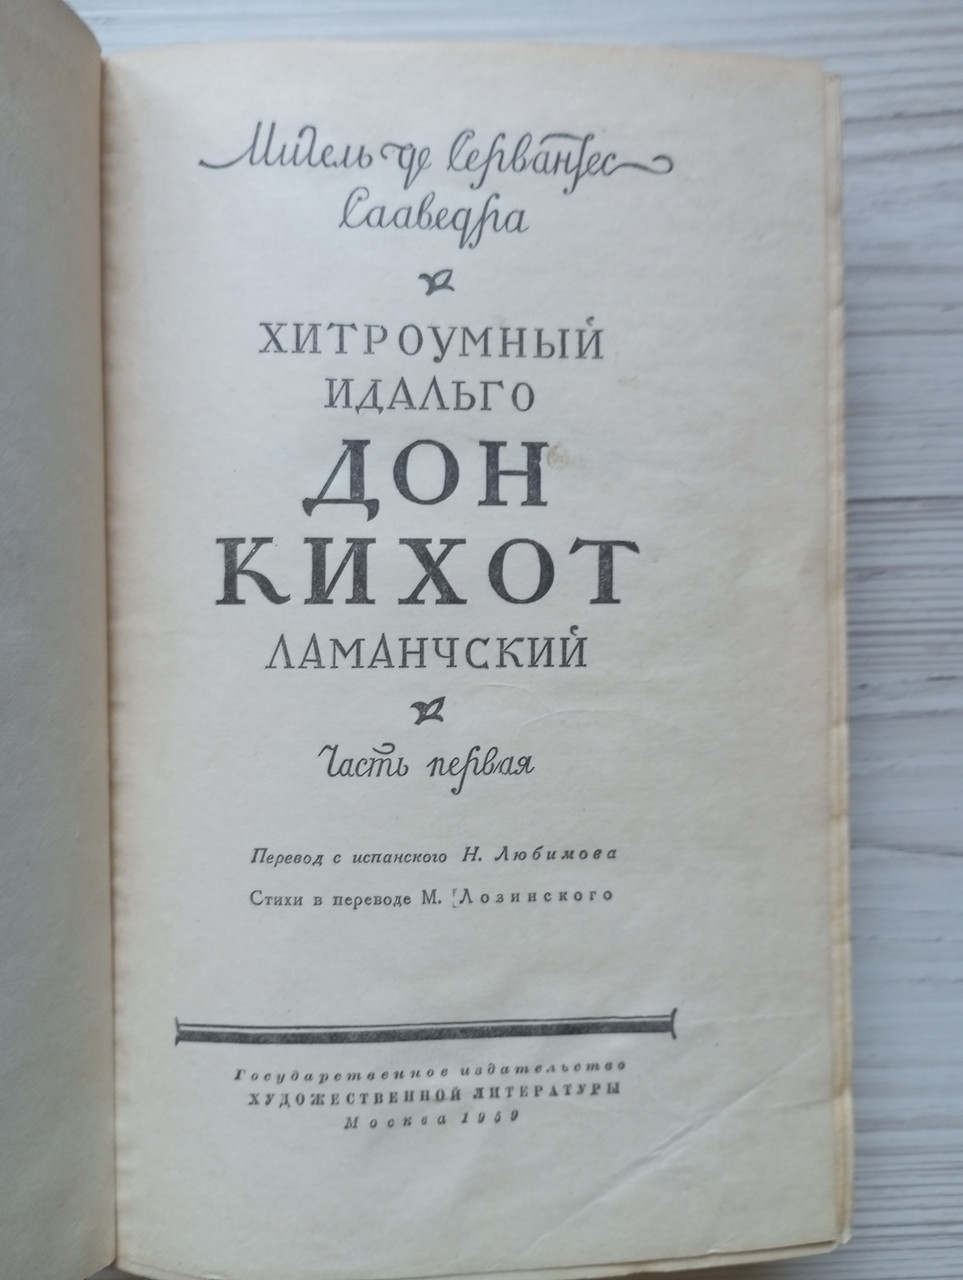 Мигель де Сервантес
Сааведра
ХИТРОУМНЫЙ
ИДАЛЬГО
ДОН
КИХОТ
ЛАМАНЧСКИЙ
Часть первая
Перевод с испанского Н. Любимова
Стихи в переводе М. Лозинского
Государственное издательство
ХУДОЖЕСТВЕННОЙ ЛИТЕРАТУРЫ
Москва 1959